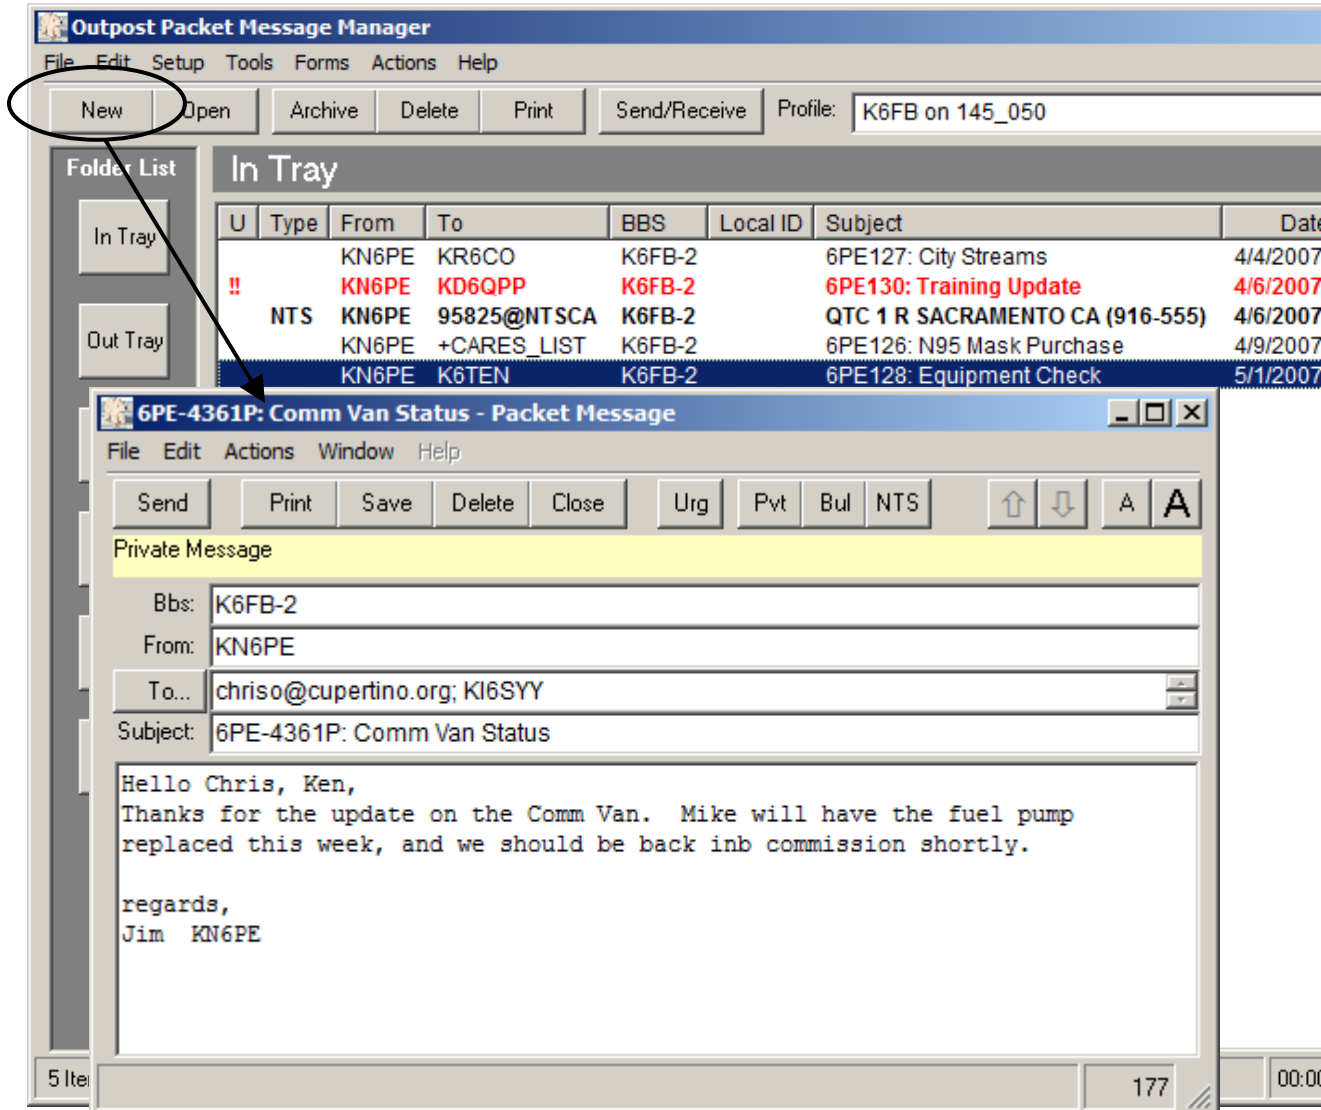 Outpost Packet Message Manager
File Edit Setup Tools Forms Actions Help
New Open Archive Delete Print Send/Receive Profile: K6FB on 145_050
Folder List In Tray
U Type From To BBS Local ID Subject Date
In Tray
KN6PE KR6CO K6FB-2 6PE127: City Streams 4/4/2007
!! KN6PE KD6QPP K6FB-2 6PE130: Training Update 4/6/2007
NTS KN6PE 95825@NTSCA K6FB-2 QTC 1 R SACRAMENTO CA (916-555) 4/6/2007
Out Tray
KN6PE +CARES_LIST K6FB-2 6PE126: N95 Mask Purchase 4/9/2007
KN6PE K6TEN K6FB-2 6PE128: Equipment Check 5/1/2007
6PE-4361P: Comm Van Status - Packet Message
File Edit Actions Window Help
Send Print Save Delete Close Urg Pvt Bul NTS A A
Private Message
Bbs: K6FB-2
From: KN6PE
To... chriso@cupertino.org; KI6SYY
Subject: 6PE-4361P: Comm Van Status
Hello Chris, Ken,
Thanks for the update on the Comm Van. Mike will have the fuel pump
replaced this week, and we should be back inb commission shortly.
regards,
Jim KN6PE
5 Ite 177 00:00